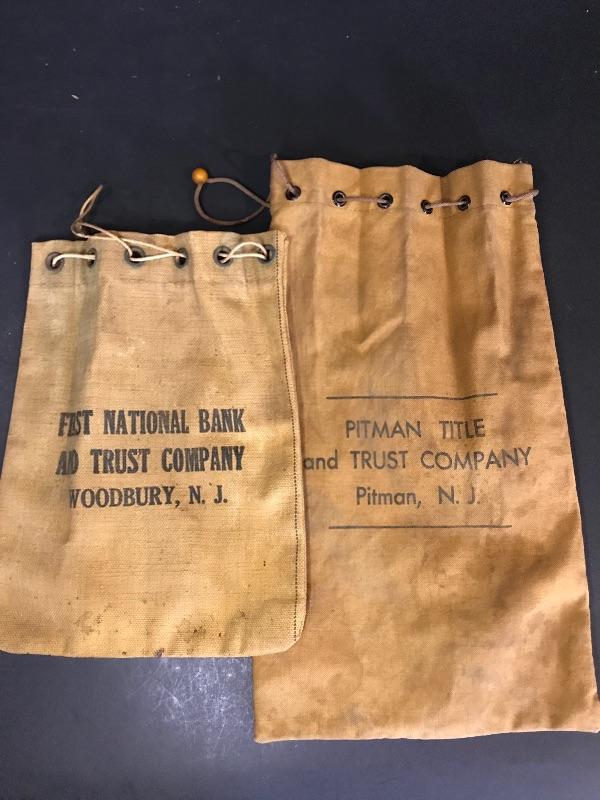 FIRST NATIONAL BANK
AND TRUST COMPANY
WOODBURY, N. J.
PITMAN TITLE
and TRUST COMPANY
Pitman, N. J.